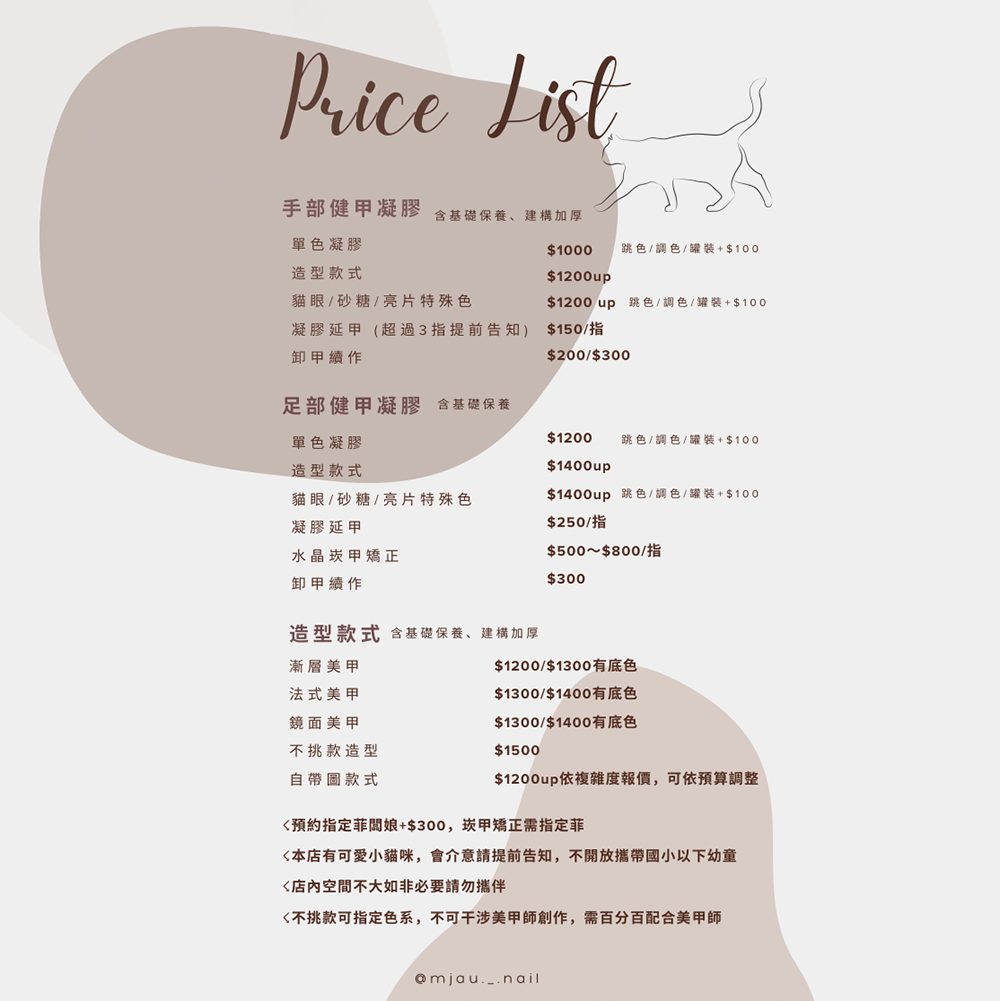 Price List
手部健甲凝膠 含基礎保養、建構加厚
單色凝膠 $1000 跳色/調色/罐裝+$100
造型款式 $1200up
貓眼/砂糖/亮片特殊色 $1200 up 跳色/調色/罐裝+$100
凝膠延甲 (超過3指提前告知) $150/指
卸甲續作 $200/$300
足部健甲凝膠 含基礎保養
單色凝膠 $1200 跳色/調色/罐裝+$100
造型款式 $1400up
貓眼/砂糖/亮片特殊色 $1400up 跳色/調色/罐裝+$100
凝膠延甲 $250/指
水晶崁甲矯正 $500～$800/指
卸甲續作 $300
造型款式 含基礎保養、建構加厚
漸層美甲 $1200/$1300有底色
法式美甲 $1300/$1400有底色
鏡面美甲 $1300/$1400有底色
不挑款造型 $1500
自帶圖款式 $1200up依複雜度報價，可依預算調整
く預約指定菲闆娘+$300，崁甲矯正需指定菲
く本店有可愛小貓咪，會介意請提前告知，不開放攜帶國小以下幼童
く店內空間不大如非必要請勿攜伴
く不挑款可指定色系，不可干涉美甲師創作，需百分百配合美甲師
@mjau._.nail